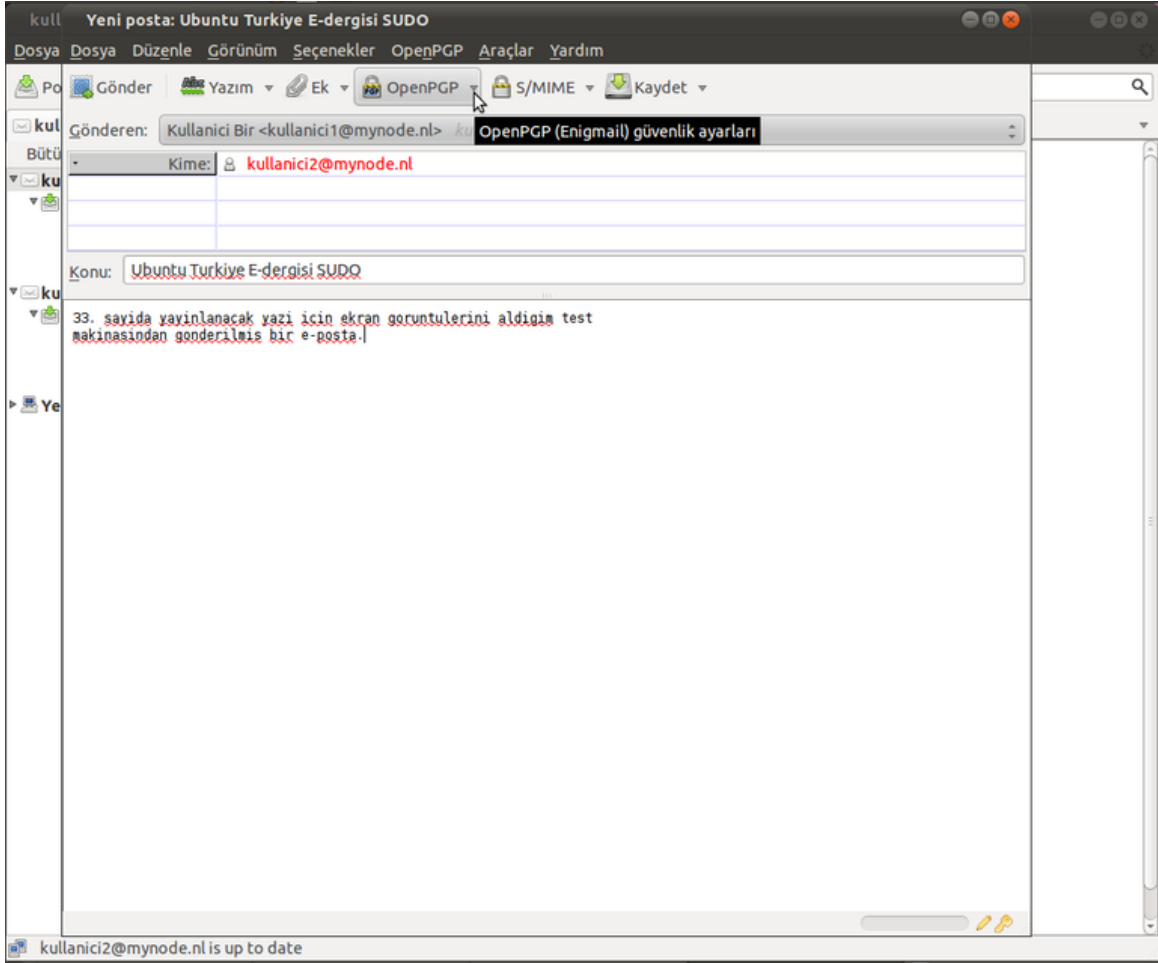 kull
Yeni posta: Ubuntu Turkiye E-dergisi SUDO
Dosya Dosya Düzenle Görünüm Seçenekler OpenPGP Araçlar Yardım
Po Gönder Yazım Ek OpenPGP S/MIME Kaydet
kul Gönderen: Kullanici Bir <kullanici1@mynode.nl> OpenPGP (Enigmail) güvenlik ayarları
Bütü Kime: kullanici2@mynode.nl
ku
Konu: Ubuntu Turkiye E-dergisi SUDO
ku
33. sayida yayinlanacak yazi icin ekran goruntulerini aldigim test
makinasindan gonderilmis bir e-posta.
Ye
kullanici2@mynode.nl is up to date